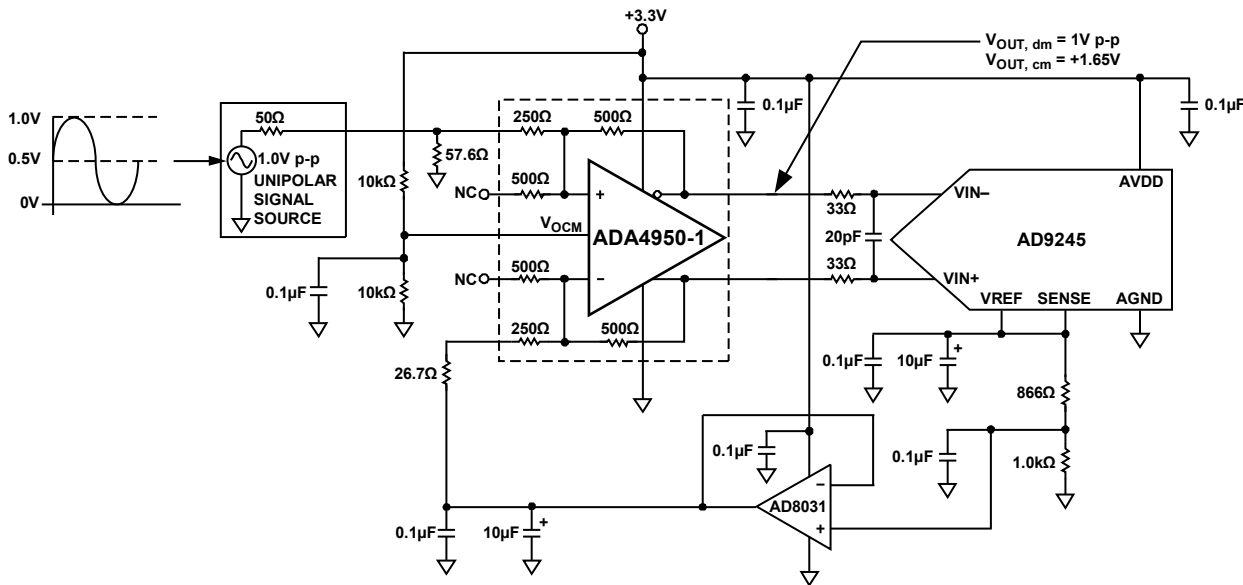 +3.3V
VOUT, dm = 1V p-p
VOUT, cm = +1.65V
0.1µF
0.1µF
1.0V
0.5V
0V
50Ω
1.0V p-p
UNIPOLAR
SIGNAL
SOURCE
57.6Ω
250Ω
500Ω
10kΩ
NC
500Ω
+
VOCM
ADA4950-1
NC
500Ω
−
250Ω
500Ω
0.1µF
10kΩ
26.7Ω
33Ω
20pF
33Ω
VIN−
AVDD
AD9245
VIN+
VREF
SENSE
AGND
0.1µF
10µF
+
866Ω
0.1µF
1.0kΩ
0.1µF
−
AD8031
+
0.1µF
10µF
+